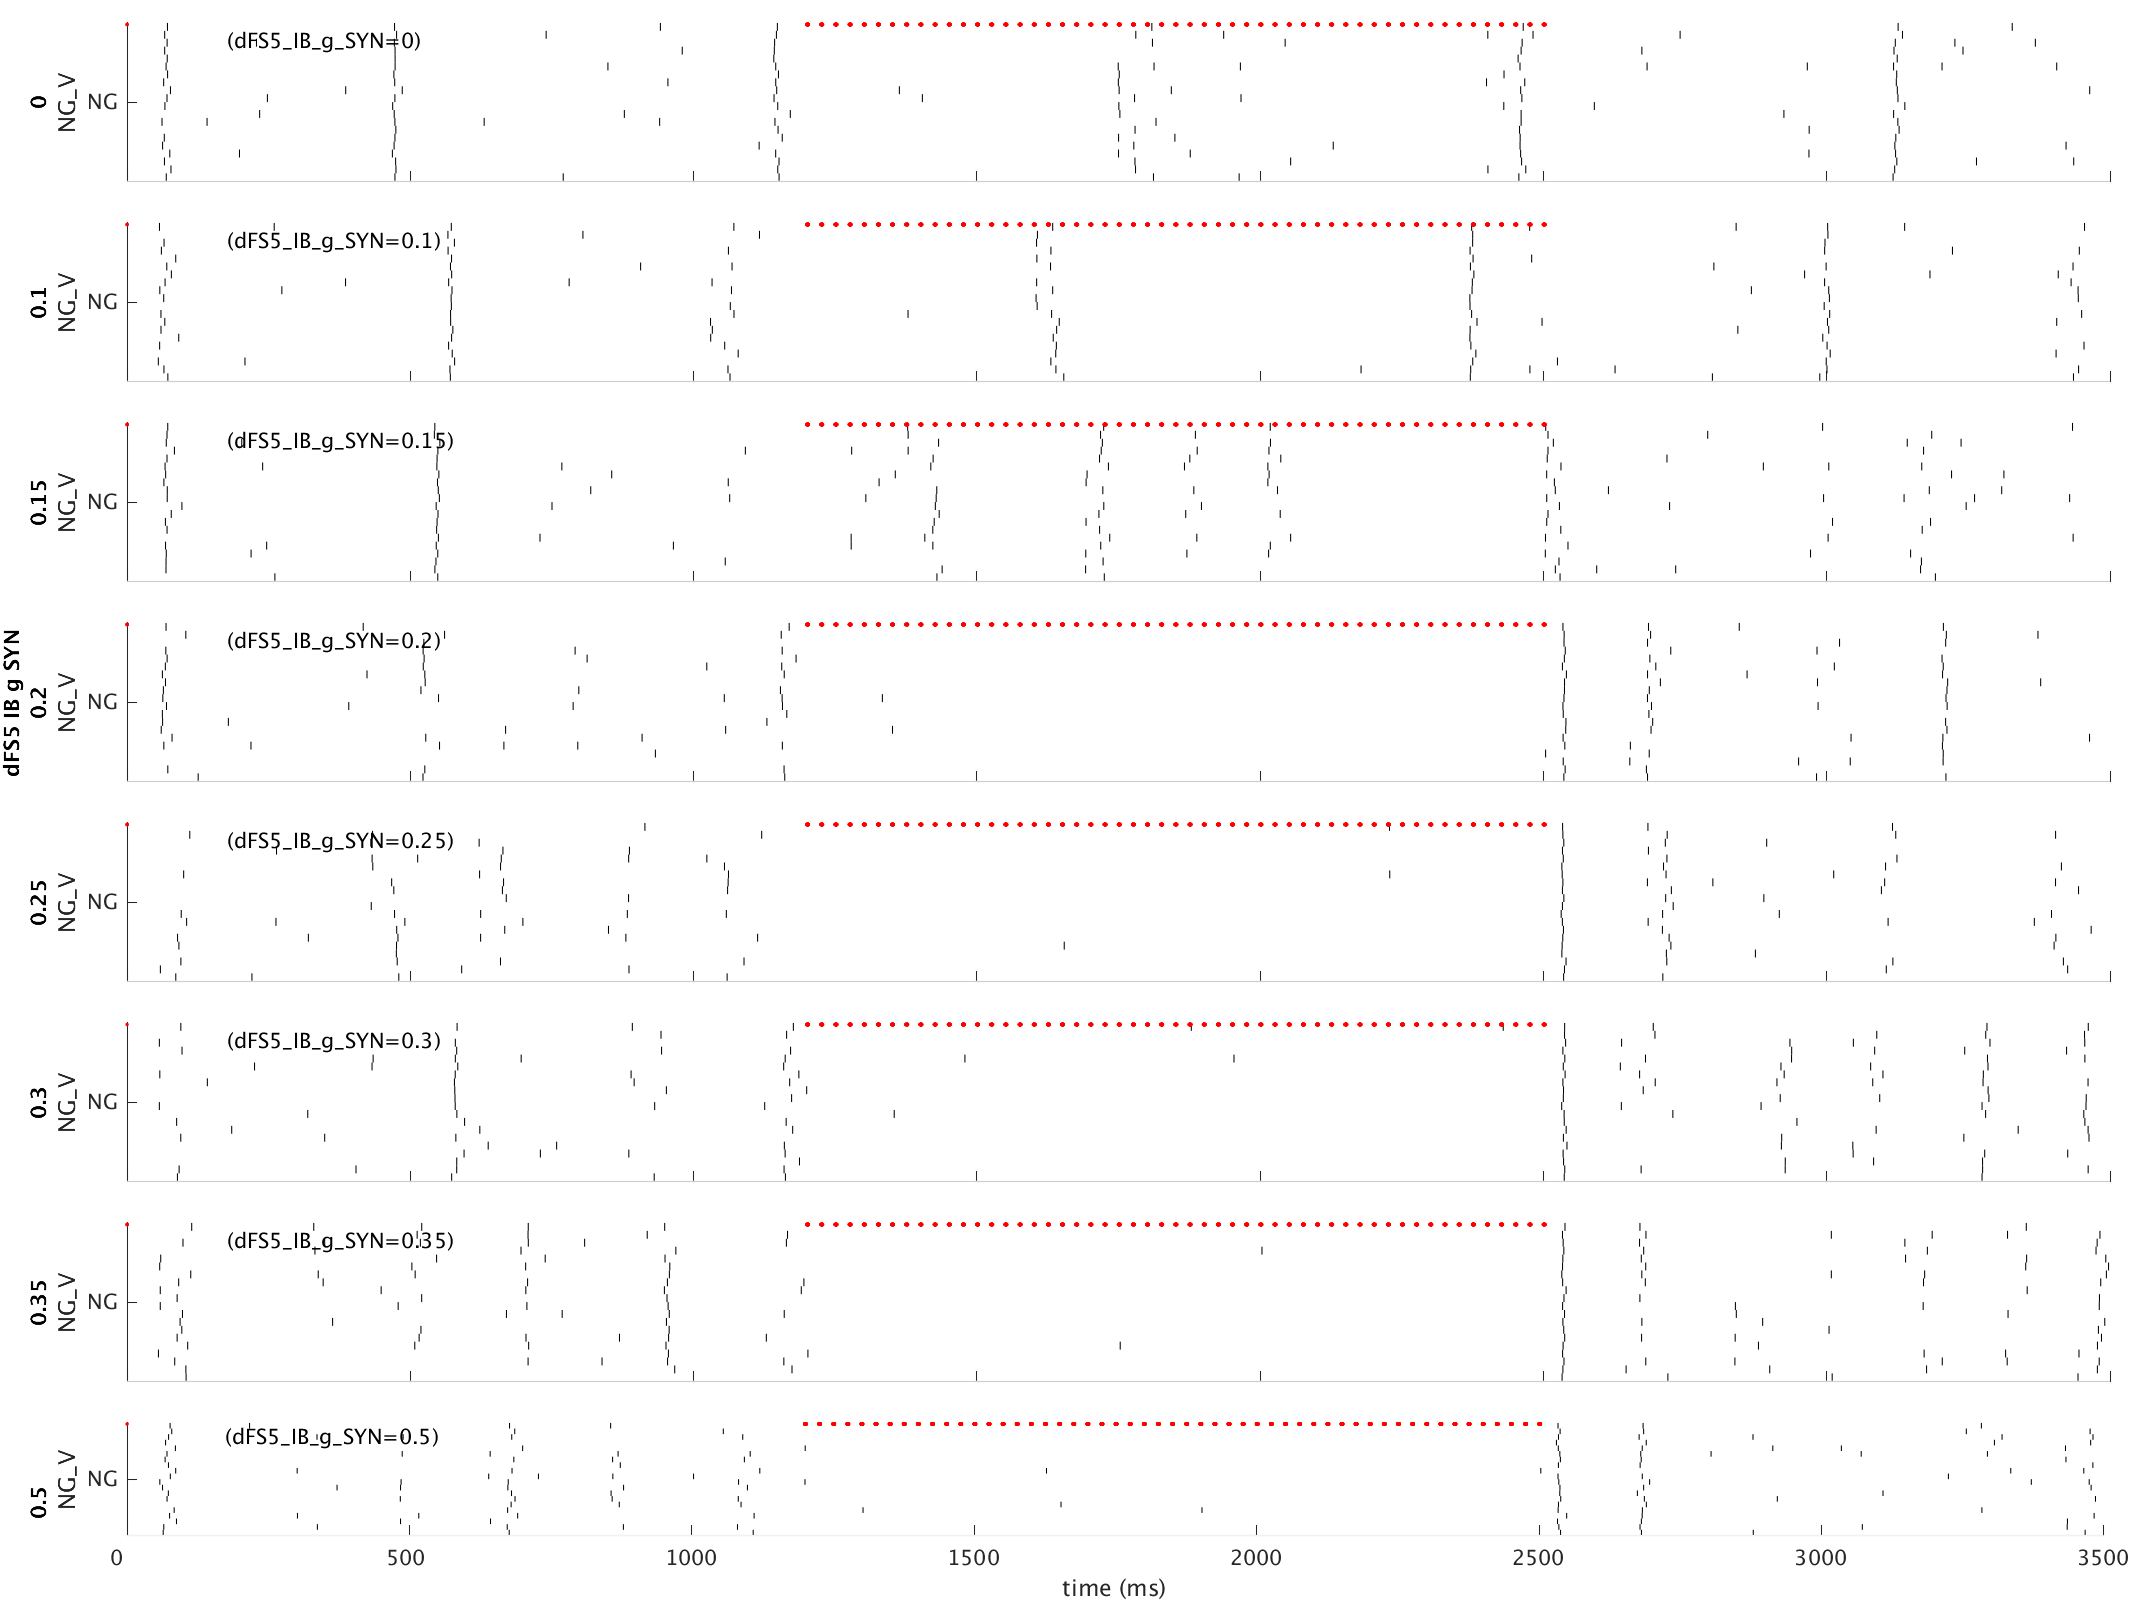 (dFS5_IB_g_SYN=0)
0
NG_V
NG
(dFS5_IB_g_SYN=0.1)
0.1
NG_V
NG
(dFS5_IB_g_SYN=0.15)
0.15
NG_V
NG
dFS5 IB g SYN
(dFS5_IB_g_SYN=0.2)
0.2
NG_V
NG
(dFS5_IB_g_SYN=0.25)
0.25
NG_V
NG
(dFS5_IB_g_SYN=0.3)
0.3
NG_V
NG
(dFS5_IB_g_SYN=0.35)
0.35
NG_V
NG
(dFS5_IB_g_SYN=0.5)
0.5
NG_V
NG
0 500 1000 1500 2000 2500 3000 3500
time (ms)